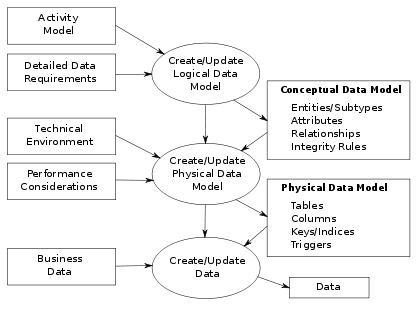 Activity
Model
Detailed Data
Requirements
Create/Update
Logical Data
Model
Conceptual Data Model
Entities/Subtypes
Attributes
Relationships
Integrity Rules
Technical
Environment
Performance
Considerations
Create/Update
Physical Data
Model
Physical Data Model
Tables
Columns
Keys/Indices
Triggers
Business
Data
Create/Update
Data
Data